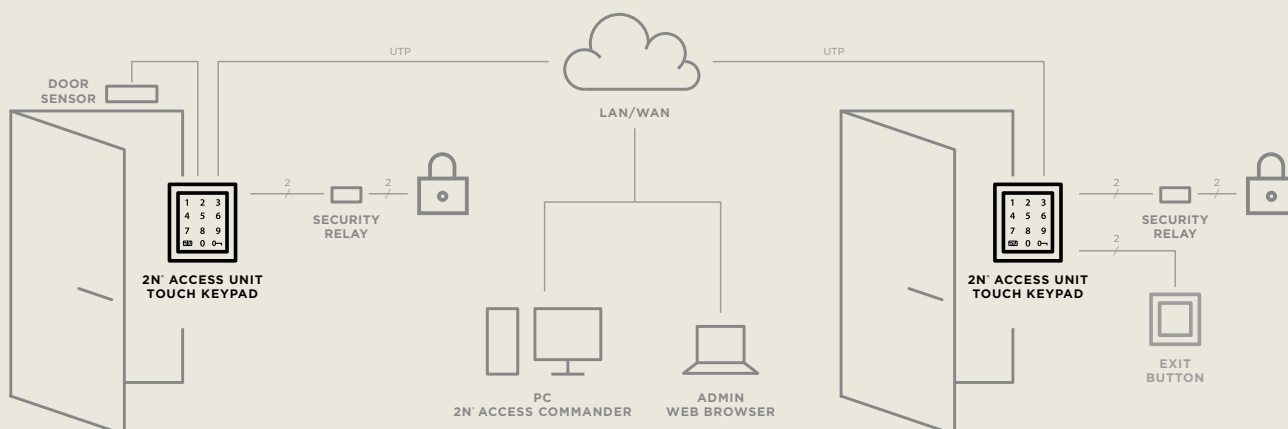 UTP
UTP
DOOR
SENSOR
LAN/WAN
2
2
SECURITY
RELAY
1 2 3
4 5 6
7 8 9
2N 0
2N® ACCESS UNIT
TOUCH KEYPAD
2
2
SECURITY
RELAY
2
1 2 3
4 5 6
7 8 9
2N 0
2N® ACCESS UNIT
TOUCH KEYPAD
EXIT
BUTTON
PC
2N® ACCESS COMMANDER
ADMIN
WEB BROWSER